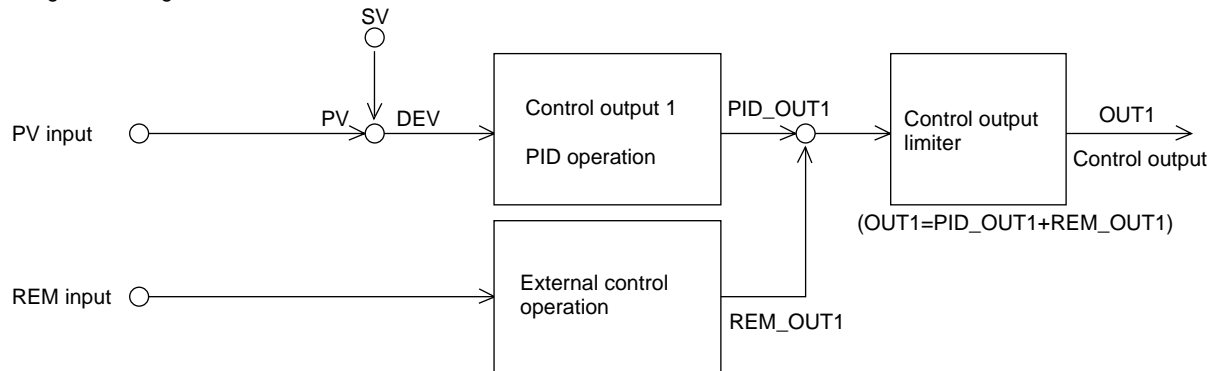 SV
PV input
PV
DEV
Control output 1
PID operation
PID_OUT1
Control output
limiter
OUT1
Control output
(OUT1=PID_OUT1+REM_OUT1)
REM input
External control
operation
REM_OUT1